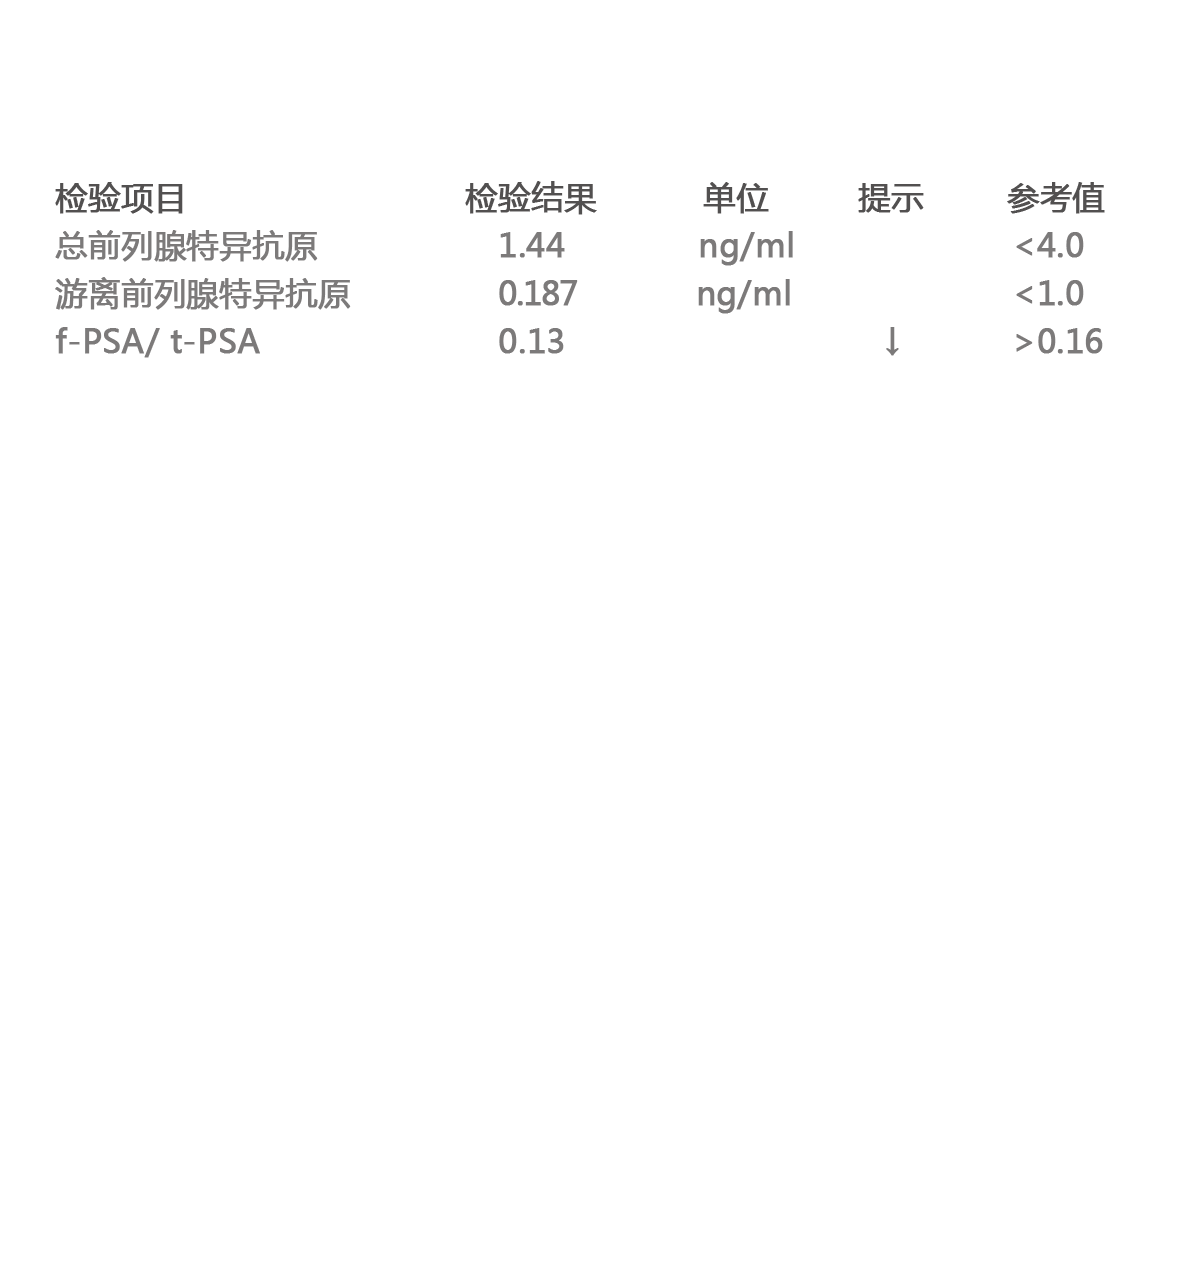 检验项目 检验结果 单位 提示 参考值
总前列腺特异抗原 1.44 ng/ml <4.0
游离前列腺特异抗原 0.187 ng/ml <1.0
f-PSA/ t-PSA 0.13 ↓ >0.16